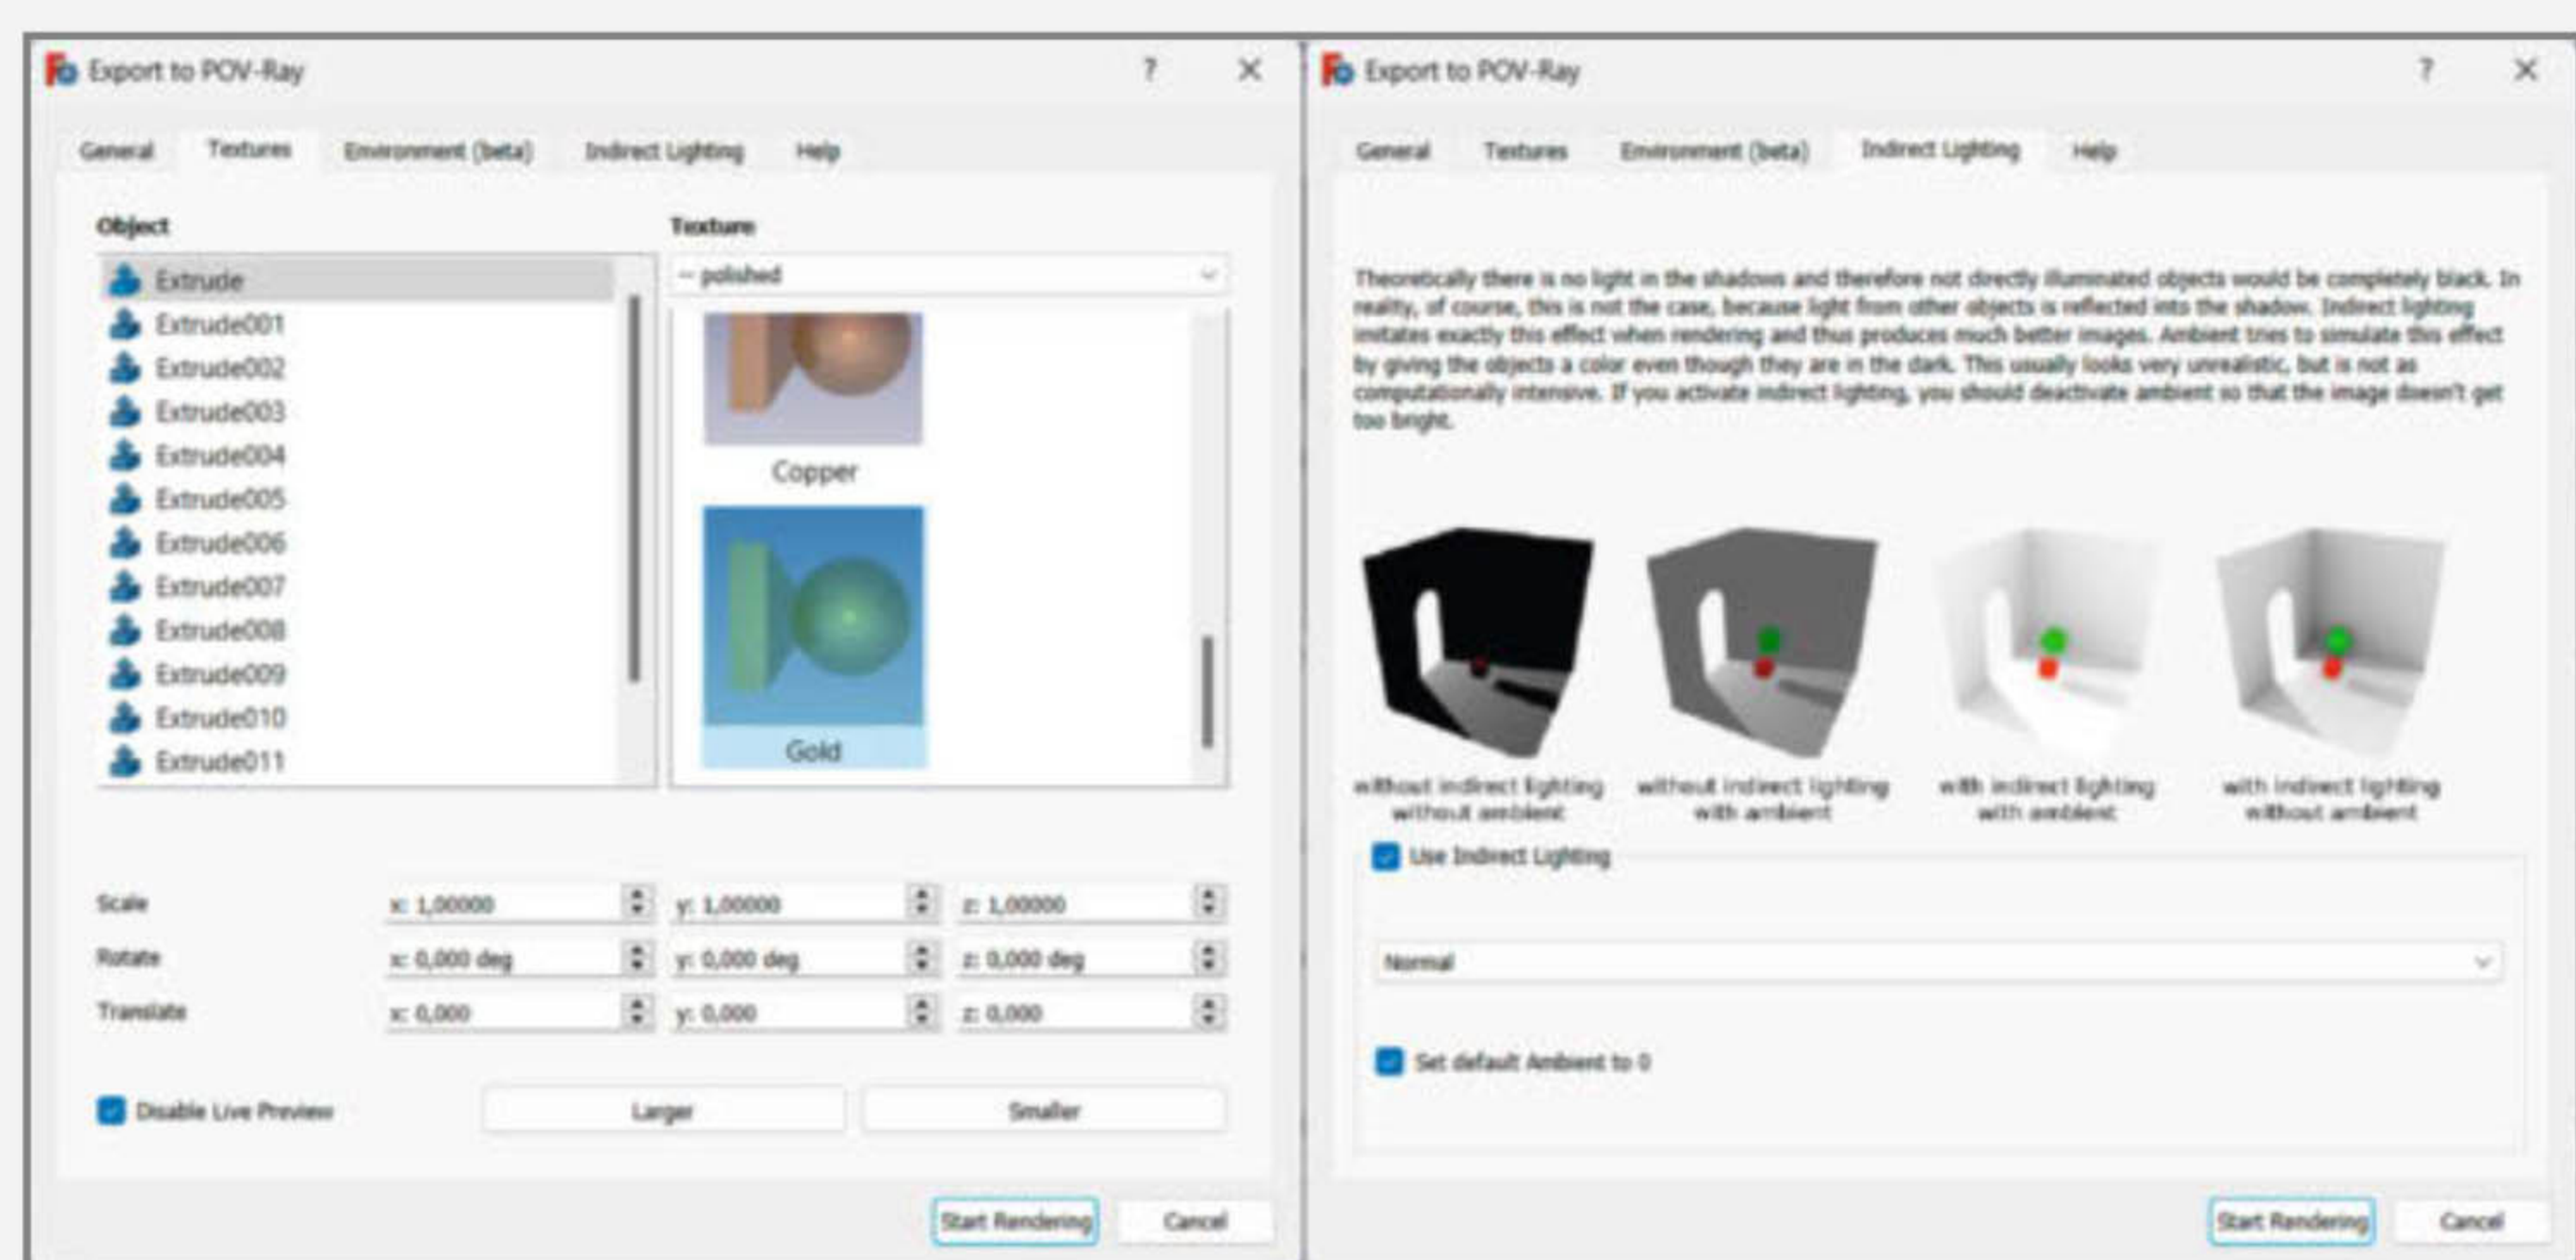 Export to POV-Ray
?
General Textures Environment (beta) Indirect Lighting Help
Object
Extrude
Extrude001
Extrude002
Extrude003
Extrude004
Extrude005
Extrude006
Extrude007
Extrude008
Extrude009
Extrude010
Extrude011
Texture
-- polished
Copper
Gold
Scale x: 1,00000 y: 1,00000 z: 1,00000
Rotate x: 0,000 deg y: 0,000 deg z: 0,000 deg
Translate x: 0,000 y: 0,000 z: 0,000
Disable Live Preview Larger Smaller
Start Rendering Cancel
Export to POV-Ray
?
General Textures Environment (beta) Indirect Lighting Help
Theoretically there is no light in the shadows and therefore not directly illuminated objects would be completely black. In
reality, of course, this is not the case, because light from other objects is reflected into the shadow. Indirect lighting
imitates exactly this effect when rendering and thus produces much better images. Ambient tries to simulate this effect
by giving the objects a color even though they are in the dark. This usually looks very unrealistic, but is not as
computationally intensive. If you activate indirect lighting, you should deactivate ambient so that the image doesn't get
too bright.
without indirect lighting
without ambient
without indirect lighting
with ambient
with indirect lighting
with ambient
with indirect lighting
without ambient
Use Indirect Lighting
Normal
Set default Ambient to 0
Start Rendering Cancel